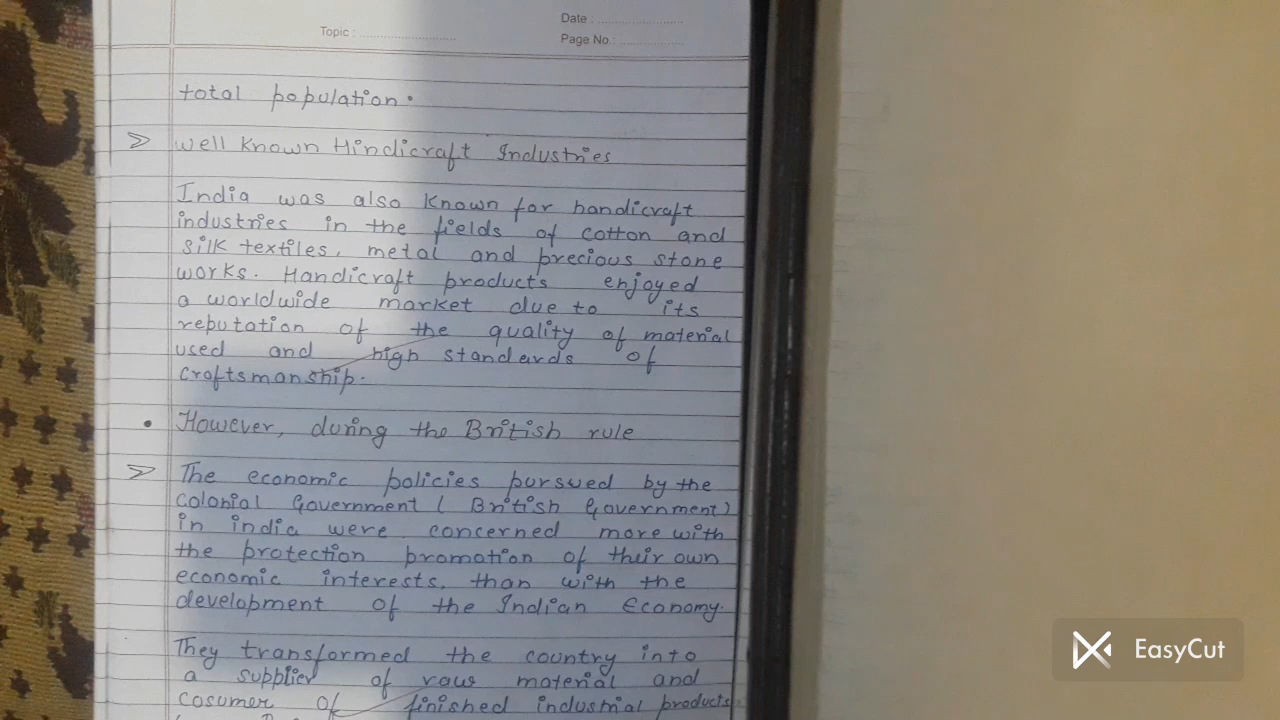 Date :
Topic :
Page No. :
total population.
> well known Hindicraft Industries
India was also known for handicraft
industries in the fields of cotton and
silk textiles, metal and precious stone
works. Handicraft products enjoyed
a worldwide market due to its
reputation of the quality of material
used and high standards of
craftsmanship.
• However, during the British rule
> The economic policies pursued by the
Colonial Government ( British Government)
in india were concerned more with
the protection promotion of their own
economic interests, than with the
development of the Indian Economy.
They transformed the country into
a supplier of raw material and
cosumer of finished industrial products
EasyCut